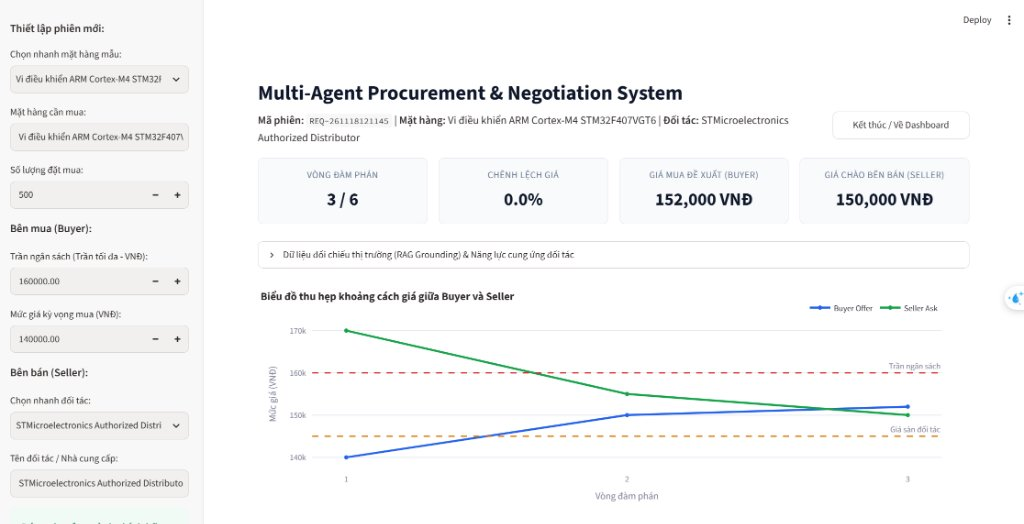 Thiết lập phiên mới:
Chọn nhanh mặt hàng mẫu:
Vi điều khiển ARM Cortex-M4 STM32F
Mặt hàng cần mua:
Vi điều khiển ARM Cortex-M4 STM32F407V
Số lượng đặt mua:
500
Bên mua (Buyer):
Trần ngân sách (Trần tối đa - VNĐ):
160000.00
Mức giá kỳ vọng mua (VNĐ):
140000.00
Bên bán (Seller):
Chọn nhanh đối tác:
STMicroelectronics Authorized Distri
Tên đối tác / Nhà cung cấp:
STMicroelectronics Authorized Distributo
Deploy
Multi-Agent Procurement & Negotiation System
Mã phiên: REQ-261118121145 | Mặt hàng: Vi điều khiển ARM Cortex-M4 STM32F407VGT6 | Đối tác: STMicroelectronics
Authorized Distributor
Kết thúc / Về Dashboard
VÒNG ĐÀM PHÁN
3 / 6
CHÊNH LỆCH GIÁ
0.0%
GIÁ MUA ĐỀ XUẤT (BUYER)
152,000 VNĐ
GIÁ CHÀO BÊN BÁN (SELLER)
150,000 VNĐ
Dữ liệu đối chiếu thị trường (RAG Grounding) & Năng lực cung ứng đối tác
Biểu đồ thu hẹp khoảng cách giá giữa Buyer và Seller
Buyer Offer
Seller Ask
170k
160k
150k
140k
Mức giá (VNĐ)
Trần ngân sách
Giá sàn đối tác
1
2
3
Vòng đàm phán